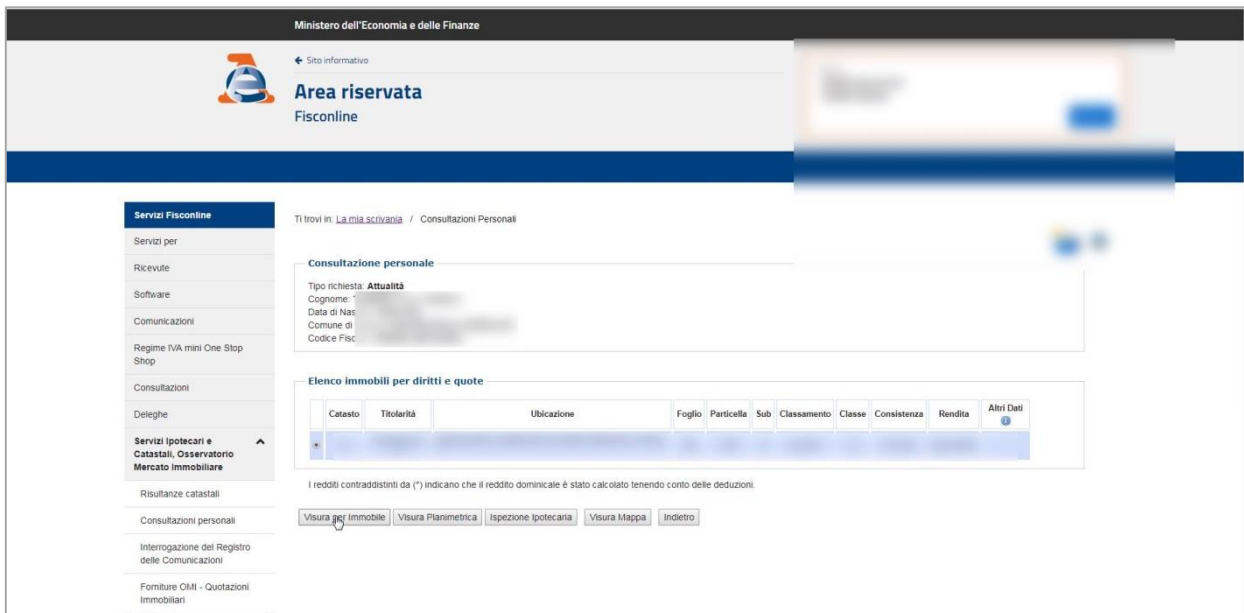 Ministero dell'Economia e delle Finanze
← Sito informativo
Area riservata
Fisconline
Servizi Fisconline
Servizi per
Ricevute
Software
Comunicazioni
Regime IVA mini One Stop
Shop
Consultazioni
Deleghe
Servizi Ipotecari e
Catastali, Osservatorio
Mercato Immobiliare
Risultanze catastali
Consultazioni personali
Interrogazione del Registro
delle Comunicazioni
Forniture OMI - Quotazioni
Immobiliari
Ti trovi in: La mia scrivania / Consultazioni Personali
Consultazione personale
Tipo richiesta: Attualità
Cognome:
Data di Nas
Comune di
Codice Fisc
Elenco immobili per diritti e quote
Catasto Titolarità Ubicazione Foglio Particella Sub Classamento Classe Consistenza Rendita Altri Dati
I redditi contraddistinti da (*) indicano che il reddito dominicale è stato calcolato tenendo conto delle deduzioni.
Visura per Immobile Visura Planimetrica Ispezione Ipotecaria Visura Mappa Indietro